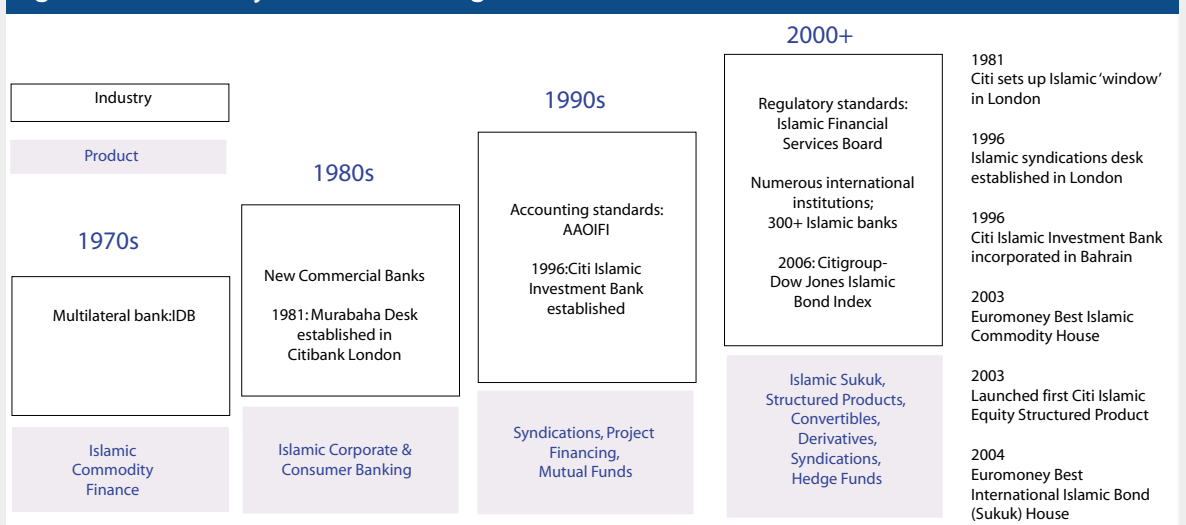 Industry
Product
1970s
Multilateral bank:IDB
Islamic
Commodity
Finance
1980s
New Commercial Banks
1981: Murabaha Desk
established in
Citibank London
Islamic Corporate &
Consumer Banking
1990s
Accounting standards:
AAOIFI
1996:Citi Islamic
Investment Bank
established
Syndications, Project
Financing,
Mutual Funds
2000+
Regulatory standards:
Islamic Financial
Services Board
Numerous international
institutions;
300+ Islamic banks
2006: Citigroup-
Dow Jones Islamic
Bond Index
Islamic Sukuk,
Structured Products,
Convertibles,
Derivatives,
Syndications,
Hedge Funds
1981
Citi sets up Islamic ‘window’
in London
1996
Islamic syndications desk
established in London
1996
Citi Islamic Investment Bank
incorporated in Bahrain
2003
Euromoney Best Islamic
Commodity House
2003
Launched first Citi Islamic
Equity Structured Product
2004
Euromoney Best
International Islamic Bond
(Sukuk) House